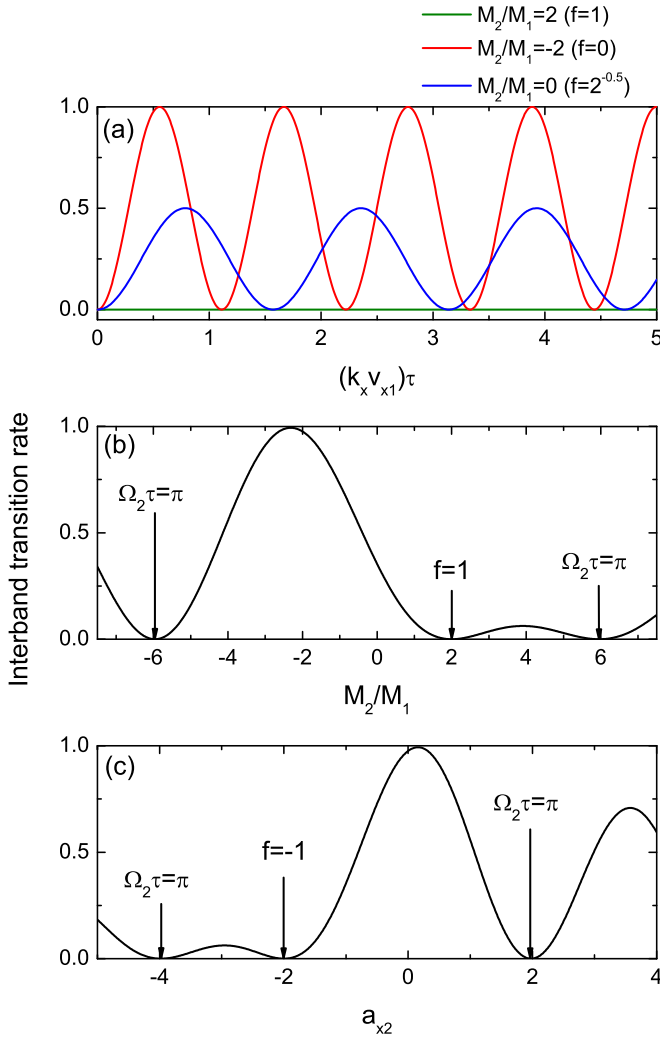 M₂/M₁=2 (f=1)
M₂/M₁=-2 (f=0)
M₂/M₁=0 (f=2⁻⁰·⁵)
(a)
1.0
0.5
0.0
0 1 2 3 4 5
(kₓvₓ₁)τ
Interband transition rate
(b)
1.0
0.5
0.0
Ω₂τ=π
f=1
Ω₂τ=π
-6 -4 -2 0 2 4 6
M₂/M₁
(c)
1.0
0.5
0.0
Ω₂τ=π
f=-1
Ω₂τ=π
-4 -2 0 2 4
aₓ₂